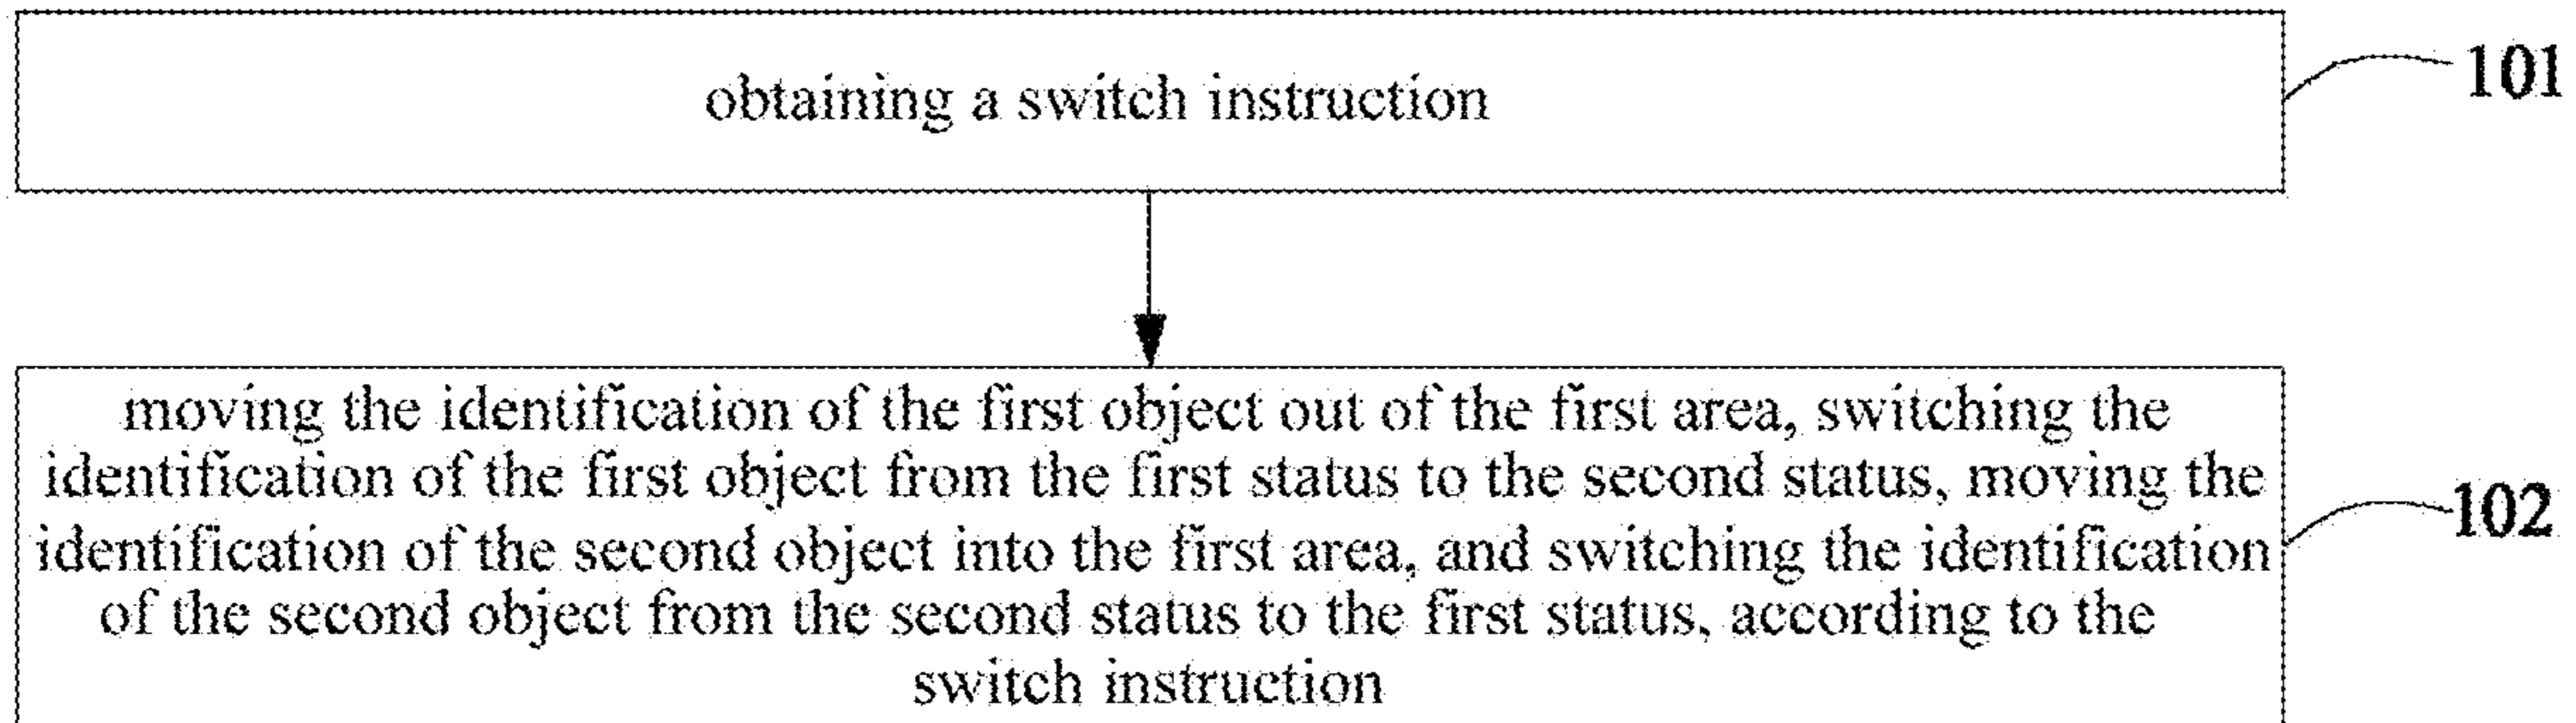 obtaining a switch instruction
101
moving the identification of the first object out of the first area, switching the
identification of the first object from the first status to the second status, moving the
identification of the second object into the first area, and switching the identification
of the second object from the second status to the first status, according to the
switch instruction
102